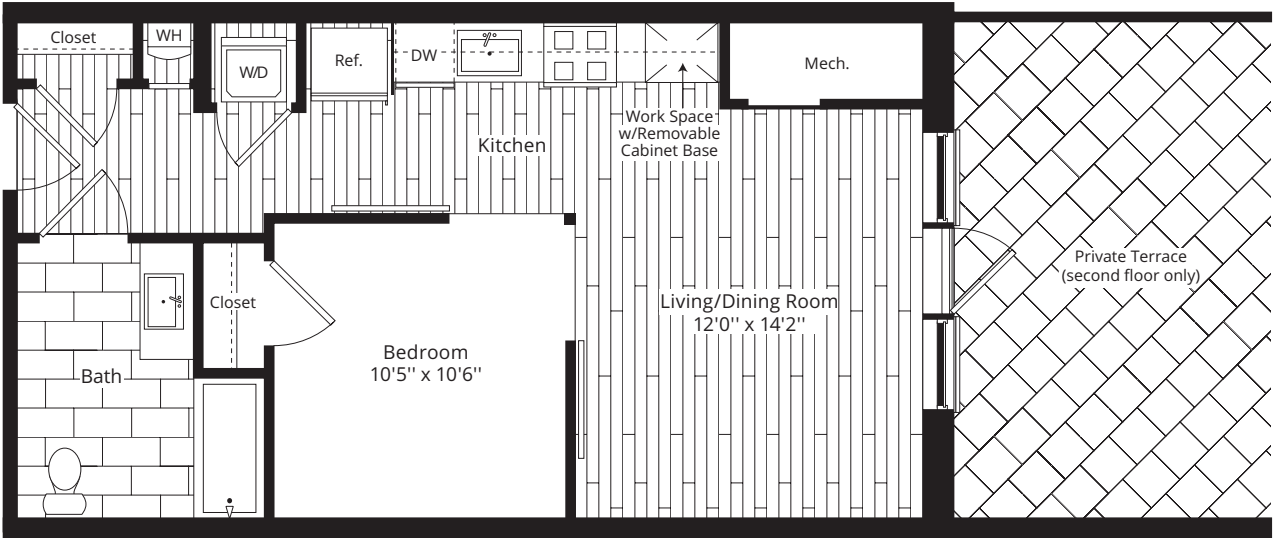 Closet
WH
W/D
Ref.
DW
Mech.
Work Space
w/Removable
Cabinet Base
Kitchen
Private Terrace
(second floor only)
Closet
Living/Dining Room
12'0'' x 14'2''
Bedroom
10'5'' x 10'6''
Bath